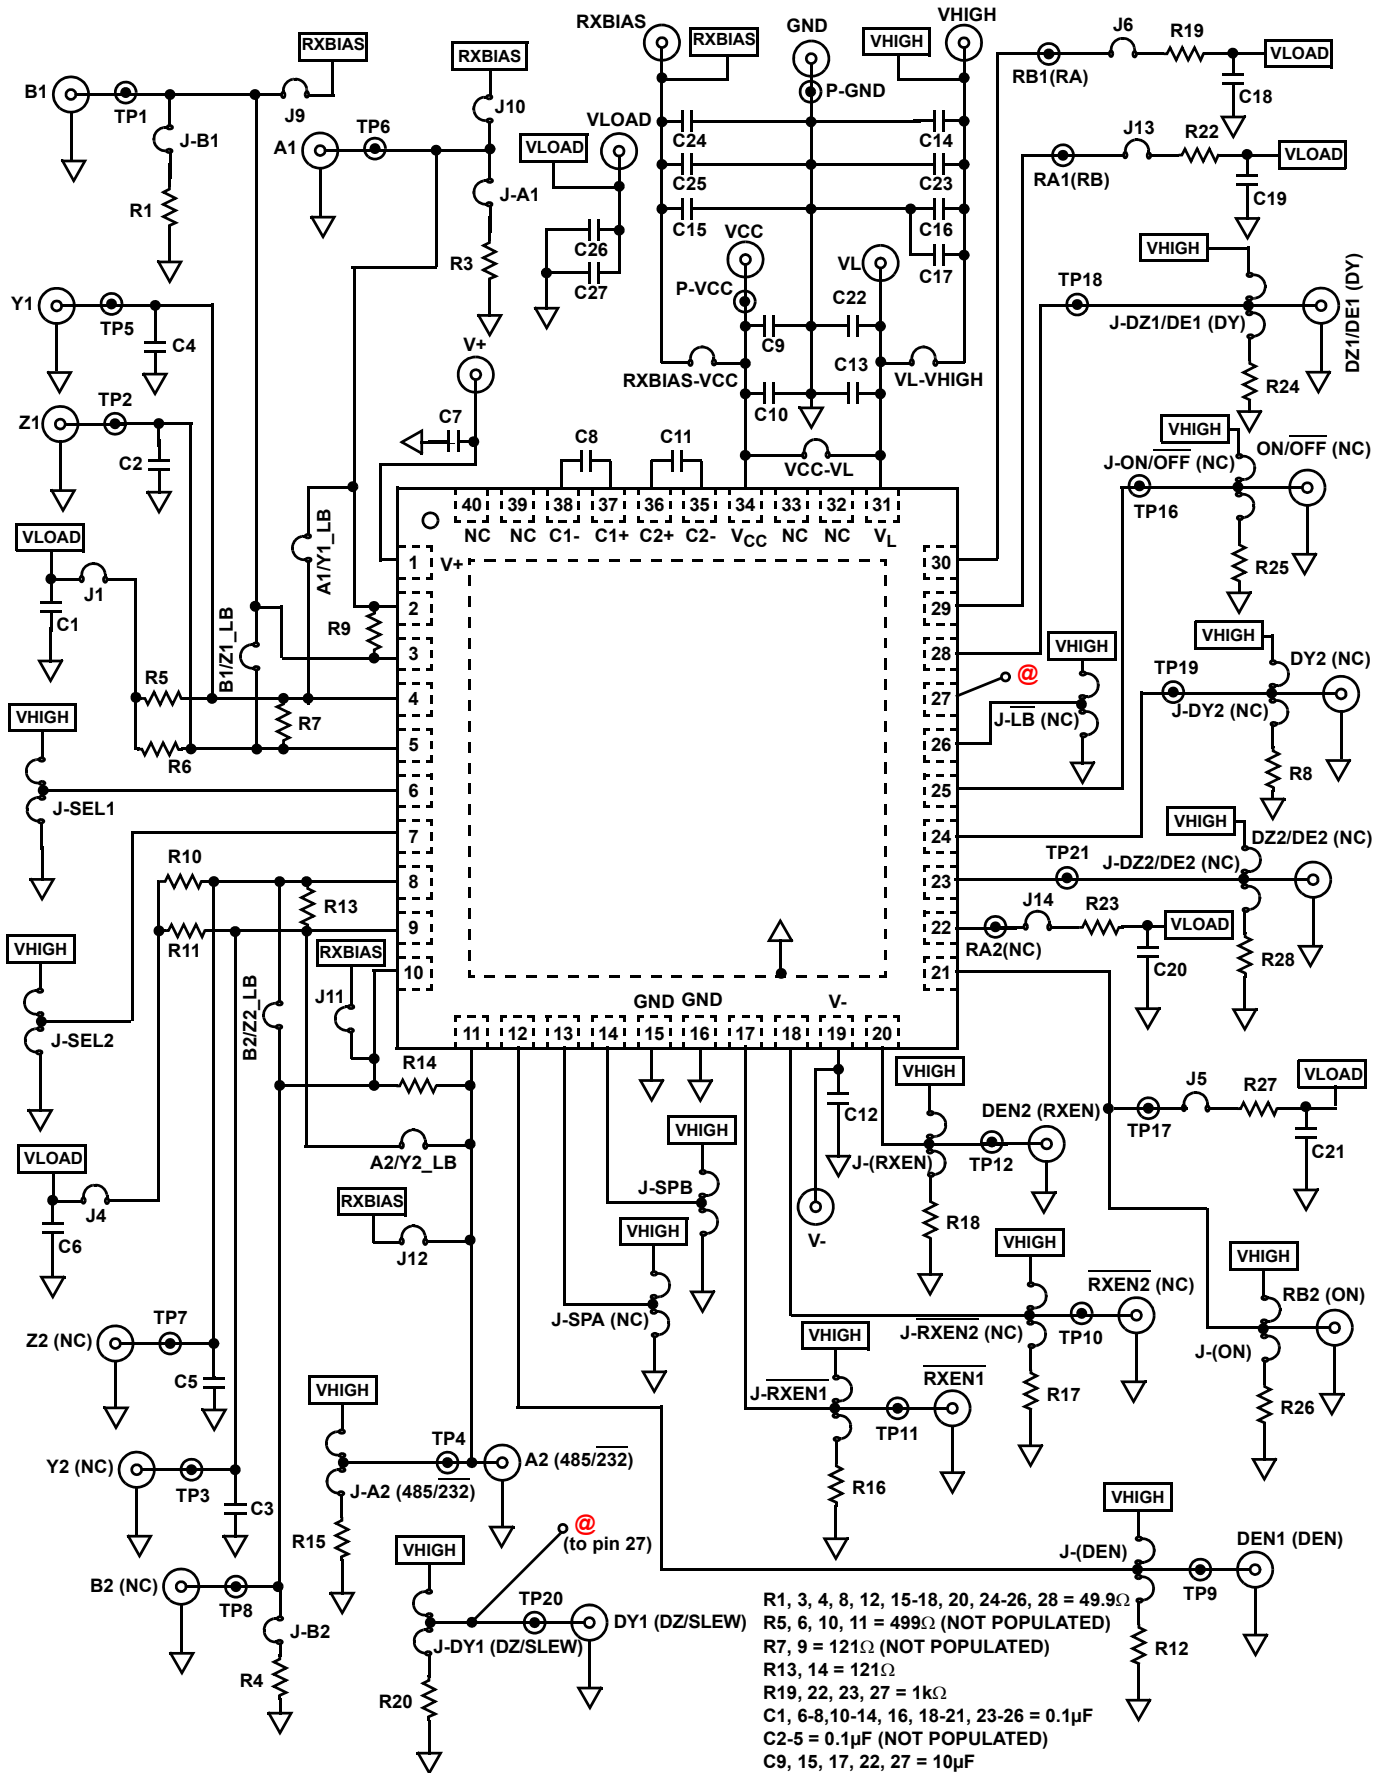 RXBIAS
GND
VHIGH
J6
R19
RXBIAS
RXBIAS
RXBIAS
VHIGH
VLOAD
B1
TP1
J9
J10
P-GND
RB1(RA)
C18
J-B1
A1
TP6
VLOAD
VLOAD
C24
C14
J13
R22
VLOAD
R1
J-A1
C25
C23
RA1(RB)
C19
C15
C16
VCC
VL
C17
VHIGH
R3
C26
C27
P-VCC
C22
TP18
DZ1/DE1 (DY)
Y1
TP5
C4
J-DZ1/DE1 (DY)
V+
C9
C13
RXBIAS-VCC
VL-VHIGH
R24
Z1
TP2
C7
C10
VHIGH
ON/OFF (NC)
C2
C8
C11
VCC-VL
J-ON/OFF (NC)
TP16
VLOAD
A1/Y1_LB
40 39 38 37 36 35 34 33 32 31
NC NC C1- C1+ C2+ C2- VCC NC NC VL
1
V+
30
R25
J1
C1
B1/Z1_LB
2
29
R9
VHIGH
DY2 (NC)
3
28
VHIGH
TP19
R5
4
27
@
J-DY2 (NC)
VHIGH
R7
J-LB (NC)
R6
5
26
R8
J-SEL1
6
25
7
24
VHIGH
DZ2/DE2 (NC)
R10
TP21
J-DZ2/DE2 (NC)
8
23
R13
J14
R23
R11
9
22
VLOAD
VHIGH
RXBIAS
RA2(NC)
C20
R28
10
21
J11
B2/Z2_LB
GND GND
V-
J-SEL2
11 12 13 14 15 16 17 18 19 20
R14
VHIGH
J5
R27
VLOAD
C12
DEN2 (RXEN)
TP17
C21
VHIGH
A2/Y2_LB
J-(RXEN)
TP12
VLOAD
J-SPB
RXBIAS
J4
R18
C6
J12
VHIGH
V-
VHIGH
VHIGH
RXEN2 (NC)
RB2 (ON)
TP7
J-SPA (NC)
Z2 (NC)
VHIGH
J-RXEN2 (NC)
TP10
J-(ON)
C5
VHIGH
J-RXEN1
RXEN1
R17
R26
TP11
Y2 (NC)
TP4
A2 (485/232)
TP3
C3
J-A2 (485/232)
R16
VHIGH
R15
@
(to pin 27)
VHIGH
DEN1 (DEN)
J-(DEN)
B2 (NC)
TP8
TP20
DY1 (DZ/SLEW)
TP9
J-B2
J-DY1 (DZ/SLEW)
R12
R4
R20
R1, 3, 4, 8, 12, 15-18, 20, 24-26, 28 = 49.9Ω
R5, 6, 10, 11 = 499Ω (NOT POPULATED)
R7, 9 = 121Ω (NOT POPULATED)
R13, 14 = 121Ω
R19, 22, 23, 27 = 1kΩ
C1, 6-8,10-14, 16, 18-21, 23-26 = 0.1µF
C2-5 = 0.1µF (NOT POPULATED)
C9, 15, 17, 22, 27 = 10µF